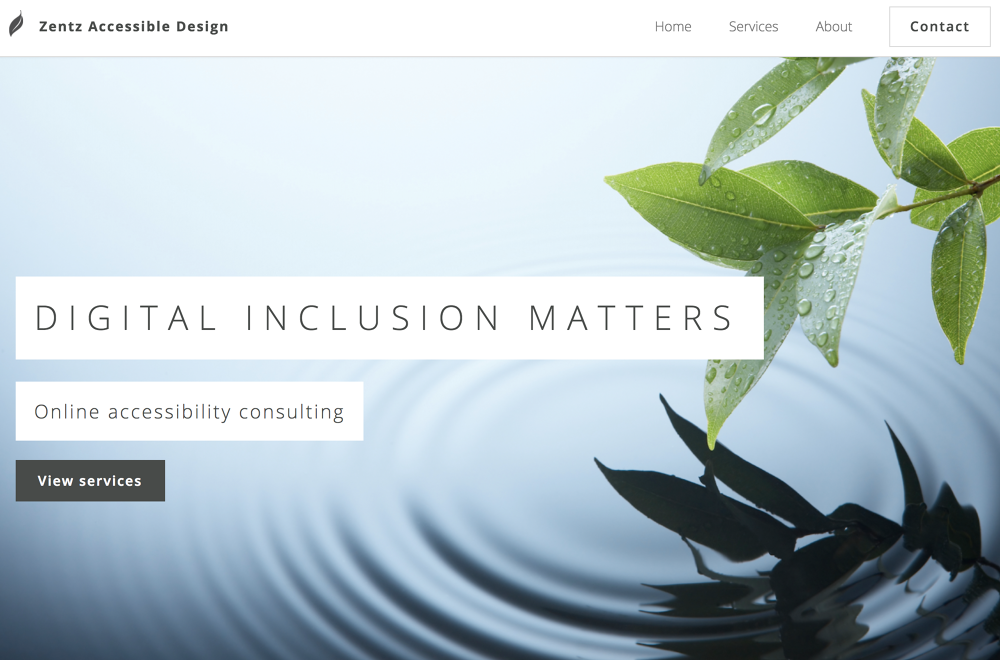 Zentz Accessible Design
Home
Services
About
Contact
DIGITAL INCLUSION MATTERS
Online accessibility consulting
View services